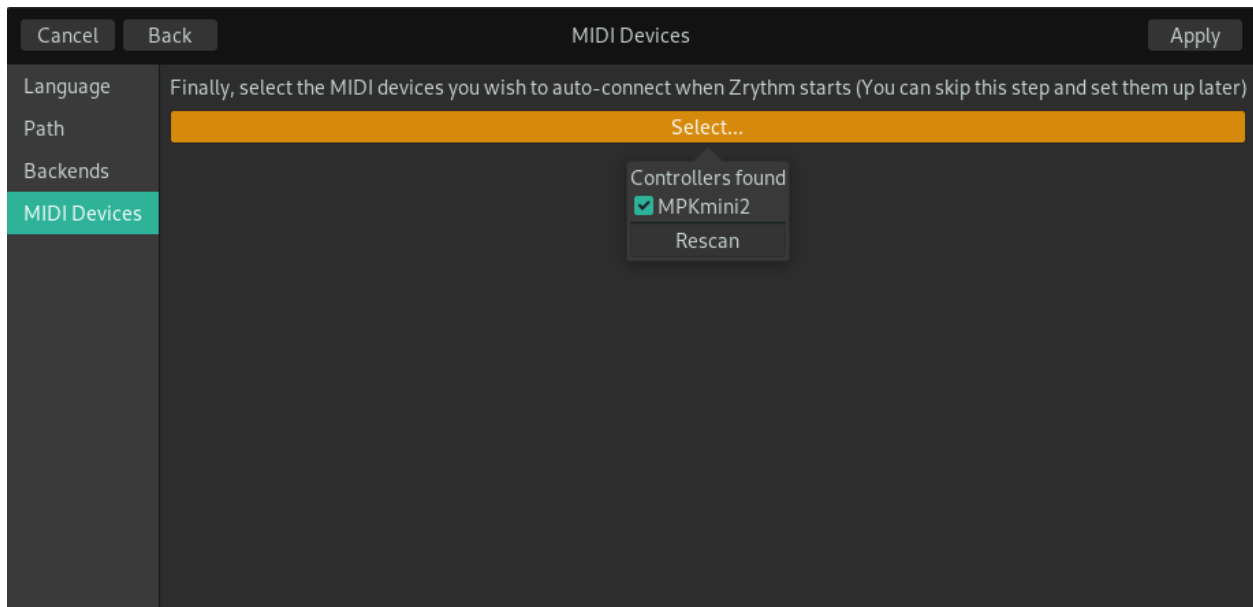 Cancel Back MIDI Devices Apply
Language
Finally, select the MIDI devices you wish to auto-connect when Zrythm starts (You can skip this step and set them up later)
Path
Select...
Backends
MIDI Devices
Controllers found
MPKmini2
Rescan